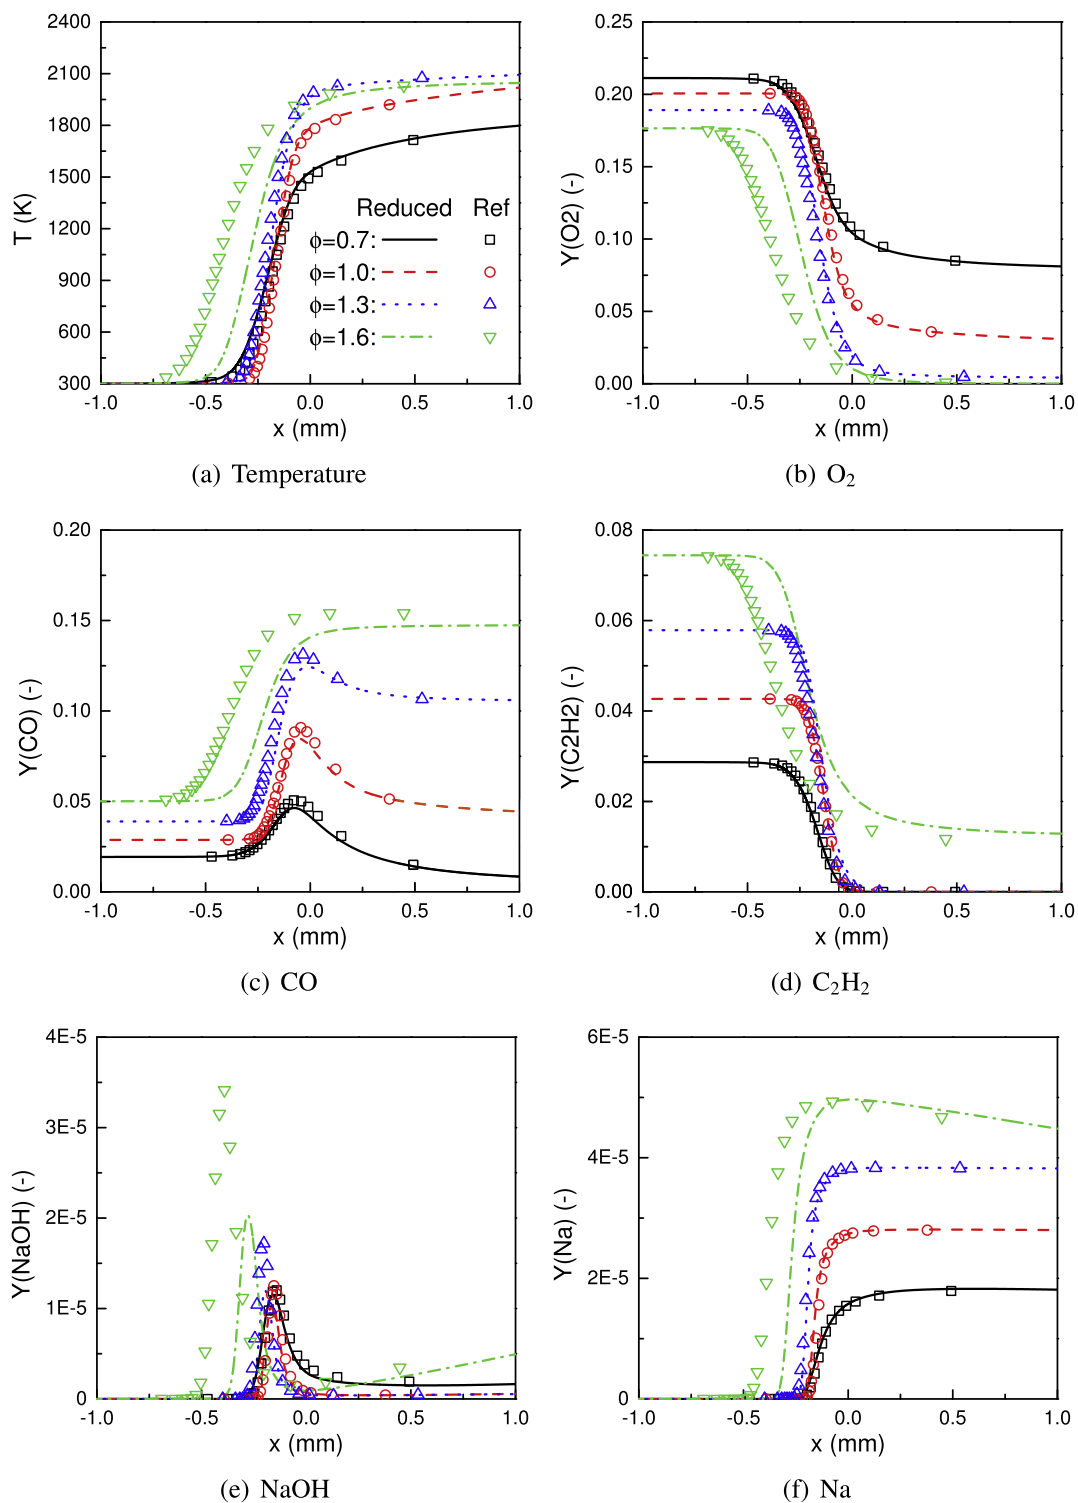 2400
2100
1800
1500
1200
900
600
300
T (K)
Reduced Ref
ϕ=0.7:
ϕ=1.0:
ϕ=1.3:
ϕ=1.6:
-1.0 -0.5 0.0 0.5 1.0
x (mm)
(a) Temperature
0.25
0.20
0.15
0.10
0.05
0.00
Y(O2) (-)
-1.0 -0.5 0.0 0.5 1.0
x (mm)
(b) O₂
0.20
0.15
0.10
0.05
0.00
Y(CO) (-)
-1.0 -0.5 0.0 0.5 1.0
x (mm)
(c) CO
0.08
0.06
0.04
0.02
0.00
Y(C2H2) (-)
-1.0 -0.5 0.0 0.5 1.0
x (mm)
(d) C₂H₂
4E-5
3E-5
2E-5
1E-5
0
Y(NaOH) (-)
-1.0 -0.5 0.0 0.5 1.0
x (mm)
(e) NaOH
6E-5
4E-5
2E-5
0
Y(Na) (-)
-1.0 -0.5 0.0 0.5 1.0
x (mm)
(f) Na